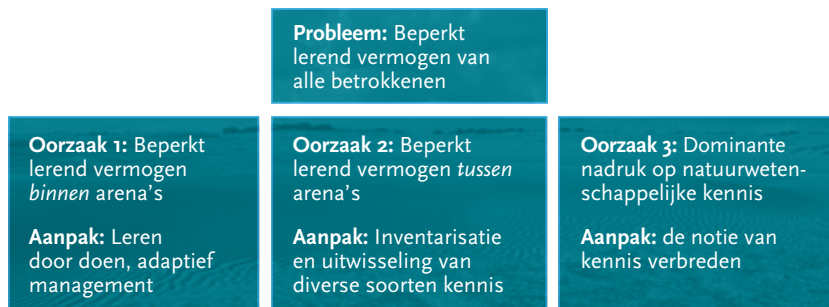 Probleem: Beperkt
lerend vermogen van
alle betrokkenen
Oorzaak 1: Beperkt
lerend vermogen
binnen arena's
Aanpak: Leren
door doen, adaptief
management
Oorzaak 2: Beperkt
lerend vermogen tussen
arena's
Aanpak: Inventarisatie
en uitwisseling van
diverse soorten kennis
Oorzaak 3: Dominante
nadruk op natuurweten-
schappelijke kennis
Aanpak: de notie van
kennis verbreden